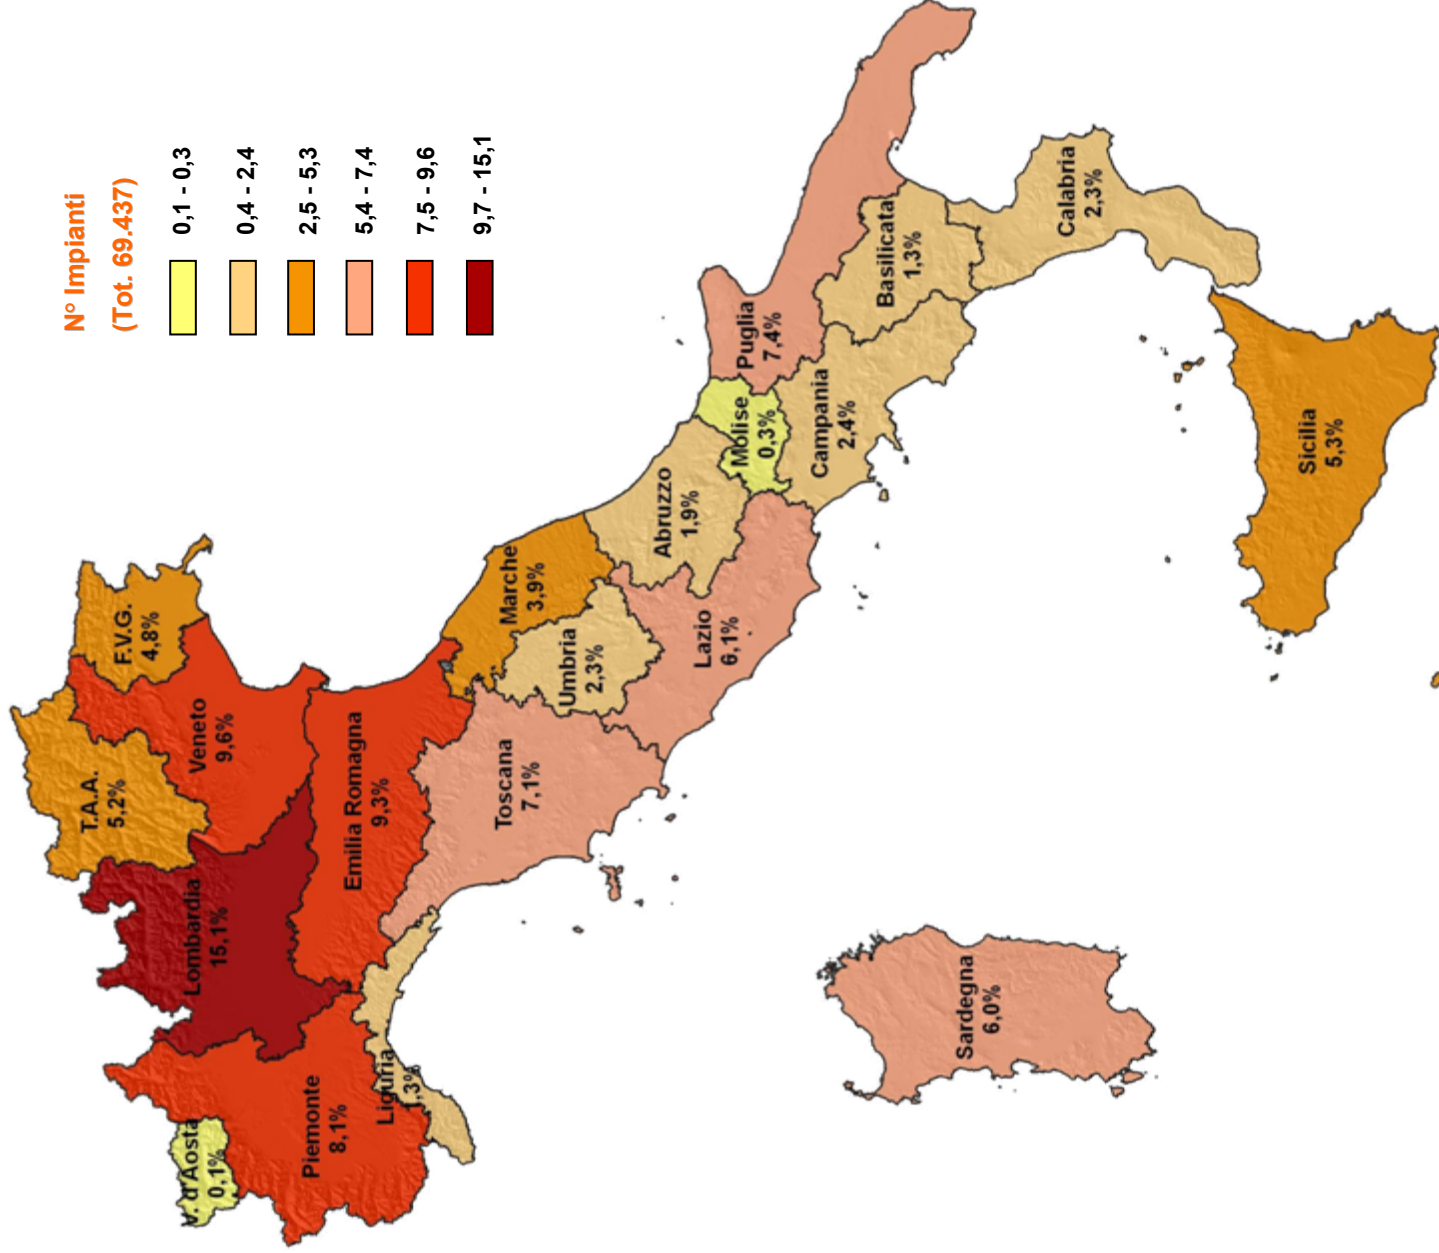 N° Impianti
(Tot. 69.437)
0,1 - 0,3
0,4 - 2,4
2,5 - 5,3
5,4 - 7,4
7,5 - 9,6
9,7 - 15,1
V. d'Aosta
0,1%
Piemonte
8,1%
Liguria
,3%
Lombardia
15,1%
T.A.A.
5,2%
Veneto
9,6%
F.V.G.
4,8%
Emilia Romagna
9,3%
Toscana
7,1%
Umbria
2,3%
Marche
3,9%
Lazio
6,1%
Abruzzo
1,9%
Molise
0,3%
Campania
2,4%
Puglia
7,4%
Basilicata
1,3%
Calabria
2,3%
Sicilia
5,3%
Sardegna
6,0%